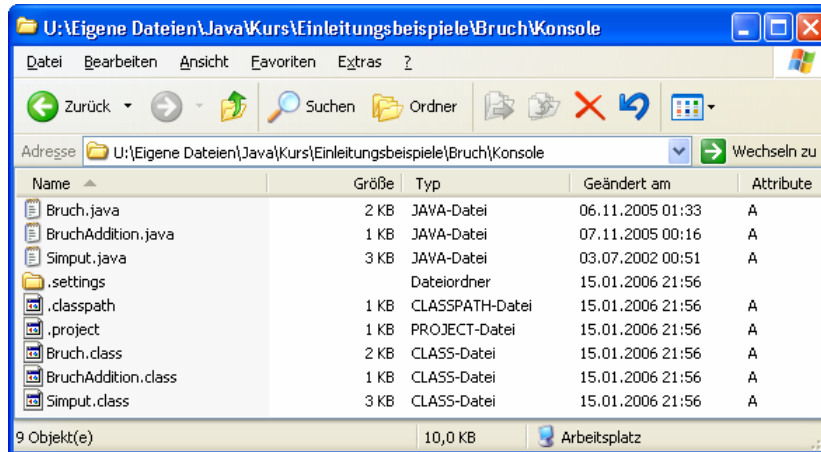 U:\Eigene Dateien\Java\Kurs\Einleitungsbeispiele\Bruch\Konsole
Datei Bearbeiten Ansicht Favoriten Extras ?
Zurück Suchen Ordner
Adresse U:\Eigene Dateien\Java\Kurs\Einleitungsbeispiele\Bruch\Konsole Wechseln zu
Name Größe Typ Geändert am Attribute
Bruch.java 2 KB JAVA-Datei 06.11.2005 01:33 A
BruchAddition.java 1 KB JAVA-Datei 07.11.2005 00:16 A
Simput.java 3 KB JAVA-Datei 03.07.2002 00:51 A
.settings Dateiordner 15.01.2006 21:56
.classpath 1 KB CLASSPATH-Datei 15.01.2006 21:56 A
.project 1 KB PROJECT-Datei 15.01.2006 21:56 A
Bruch.class 2 KB CLASS-Datei 15.01.2006 21:56 A
BruchAddition.class 1 KB CLASS-Datei 15.01.2006 21:56 A
Simput.class 3 KB CLASS-Datei 15.01.2006 21:56 A
9 Objekt(e) 10,0 KB Arbeitsplatz